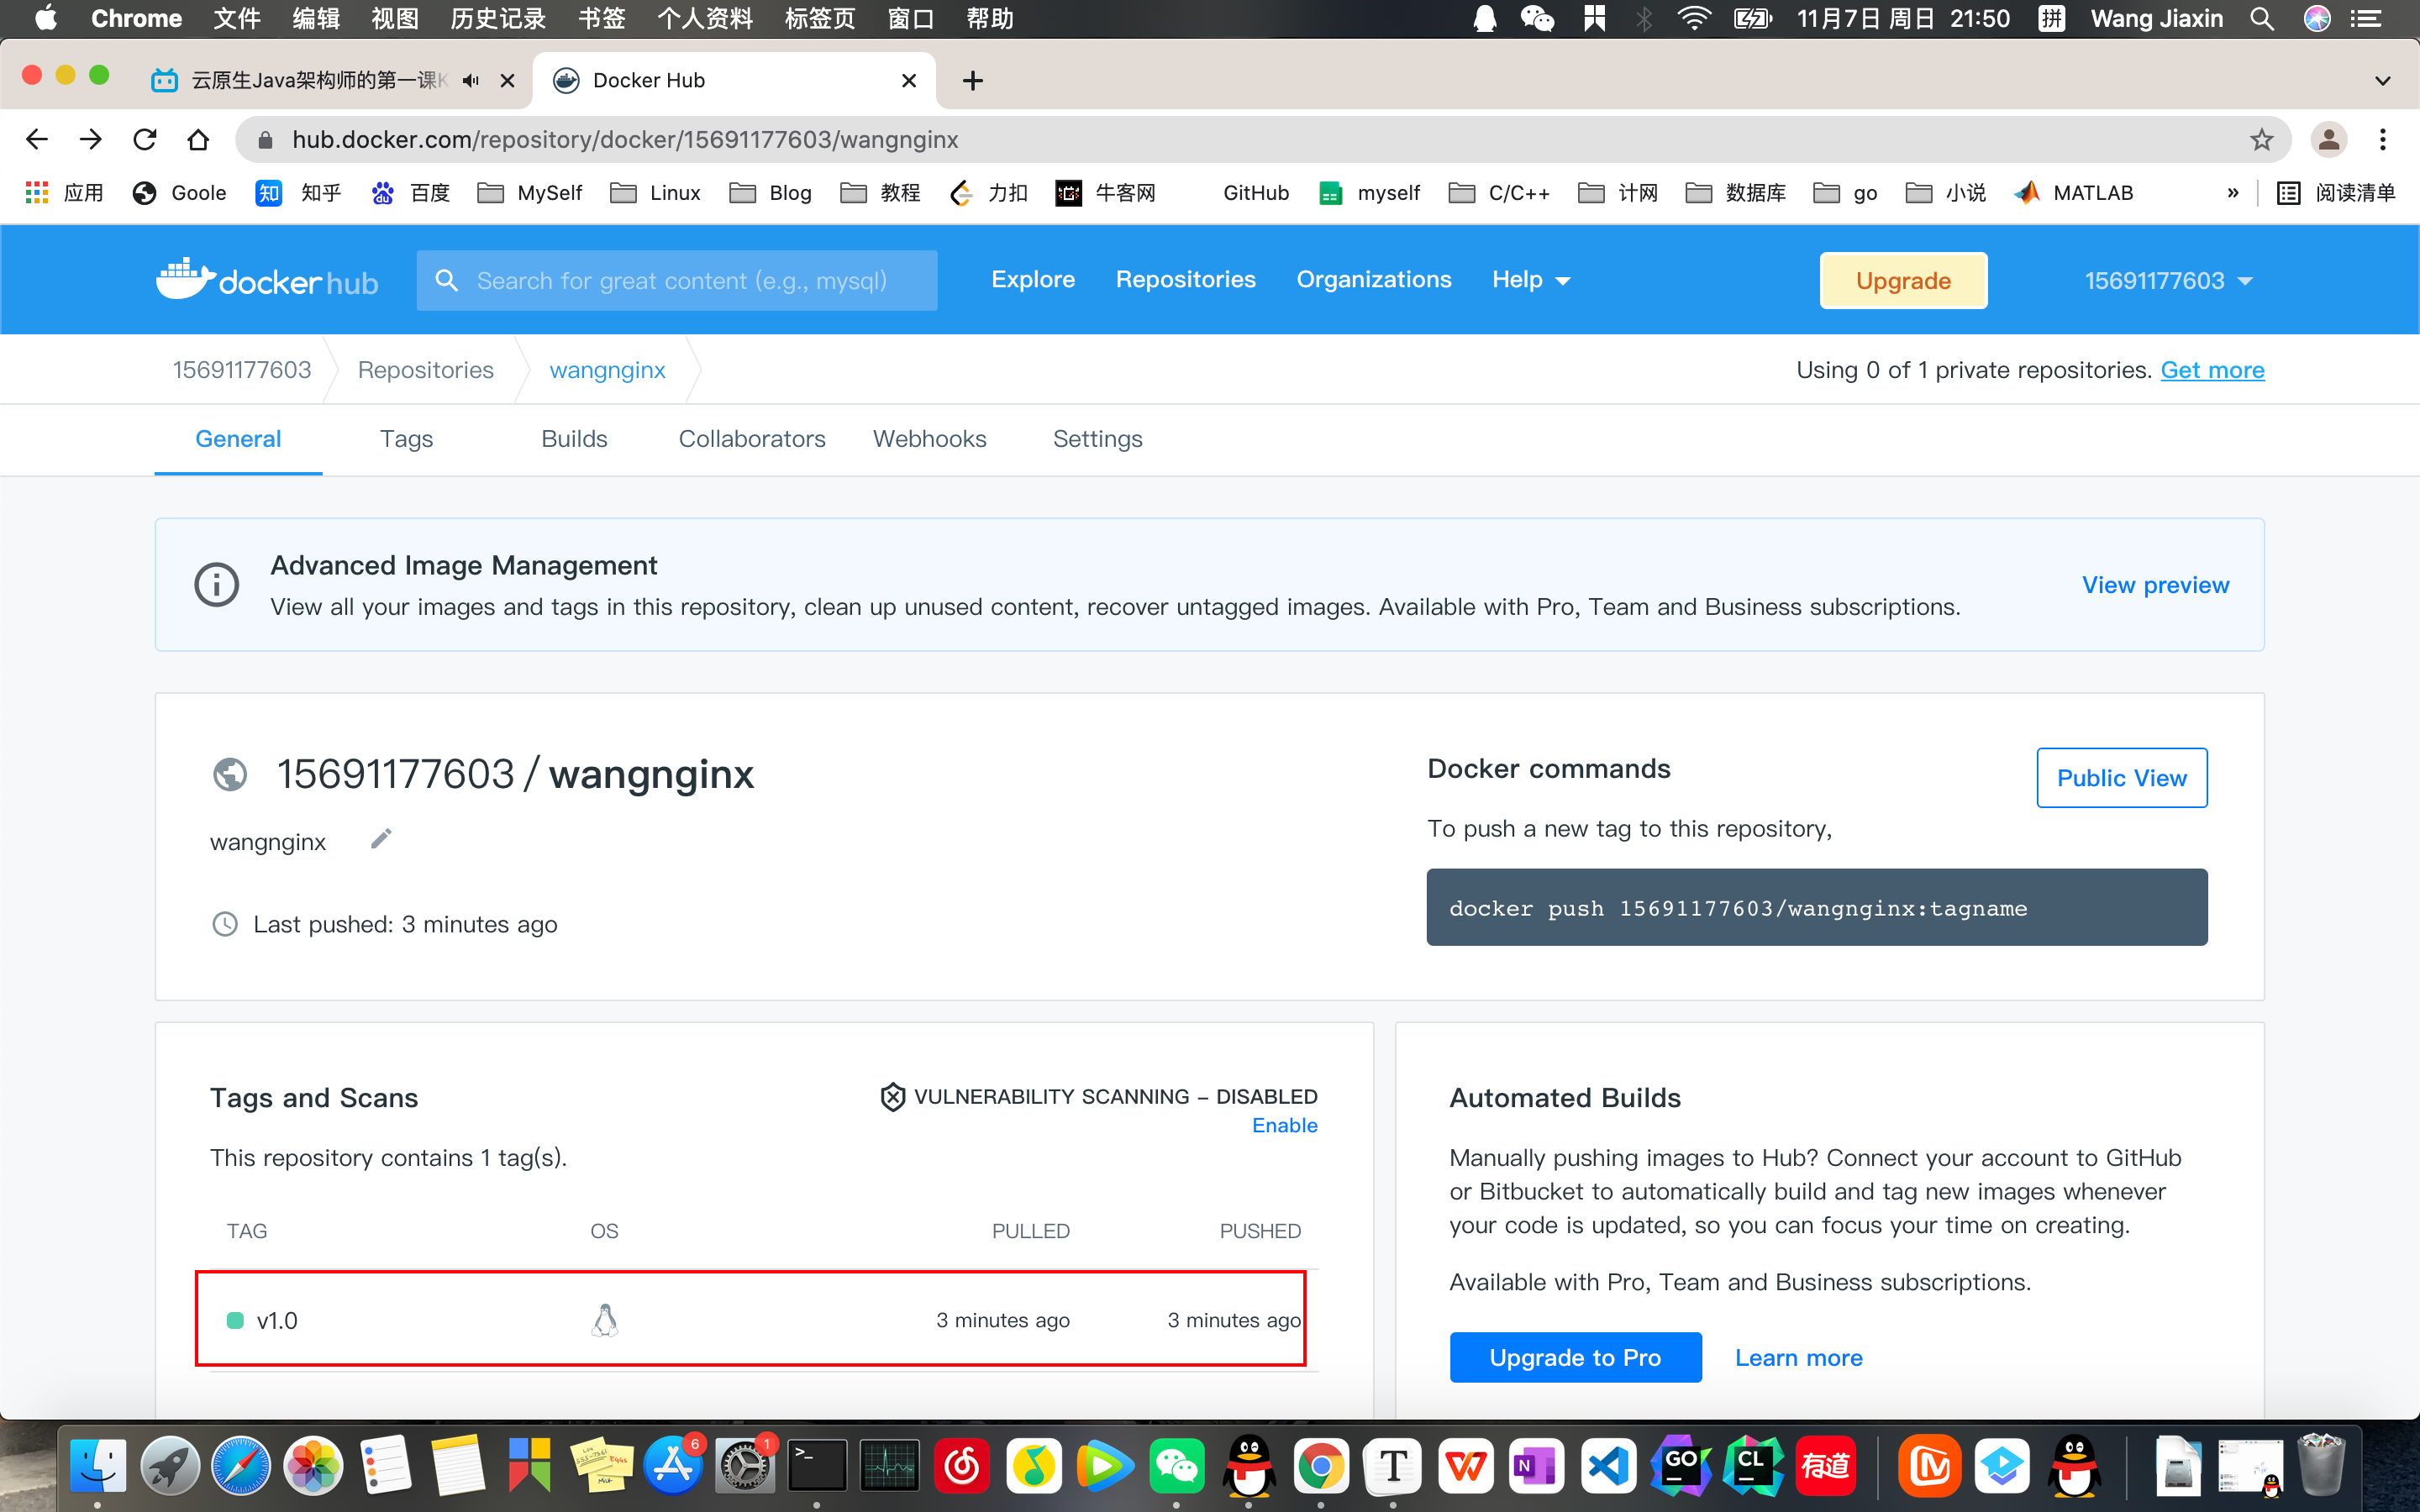 Chrome 文件 编辑 视图 历史记录 书签 个人资料 标签页 窗口 帮助 11月7日 周日 21:50 拼 Wang Jiaxin
云原生Java架构师的第一课K Docker Hub
hub.docker.com/repository/docker/15691177603/wangnginx
应用 Goole 知 知乎 du 百度 MySelf Linux Blog 教程 力扣 牛客网 GitHub myself C/C++ 计网 数据库 go 小说 MATLAB » 阅读清单
docker hub Search for great content (e.g., mysql) Explore Repositories Organizations Help Upgrade 15691177603
15691177603 Repositories wangnginx Using 0 of 1 private repositories. Get more
General Tags Builds Collaborators Webhooks Settings
Advanced Image Management
View all your images and tags in this repository, clean up unused content, recover untagged images. Available with Pro, Team and Business subscriptions.
View preview
15691177603 / wangnginx
wangnginx
Last pushed: 3 minutes ago
Docker commands
Public View
To push a new tag to this repository,
docker push 15691177603/wangnginx:tagname
Tags and Scans
VULNERABILITY SCANNING - DISABLED
Enable
This repository contains 1 tag(s).
TAG OS PULLED PUSHED
v1.0 3 minutes ago 3 minutes ago
Automated Builds
Manually pushing images to Hub? Connect your account to GitHub
or Bitbucket to automatically build and tag new images whenever
your code is updated, so you can focus your time on creating.
Available with Pro, Team and Business subscriptions.
Upgrade to Pro Learn more
6 1 >_ T N GO CL 有道